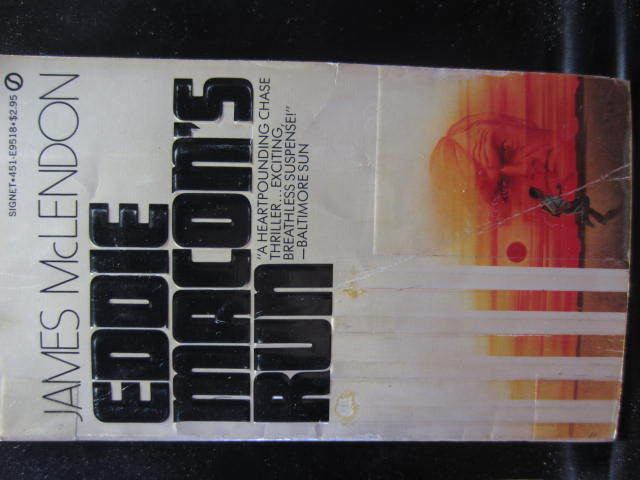 SIGNET•451-E9518•$2.95
JAMES McLENDON
EDDIE
MACON'S
RUN
"A HEARTPOUNDING CHASE
THRILLER...EXCITING,
BREATHLESS SUSPENSE!"
—BALTIMORE SUN